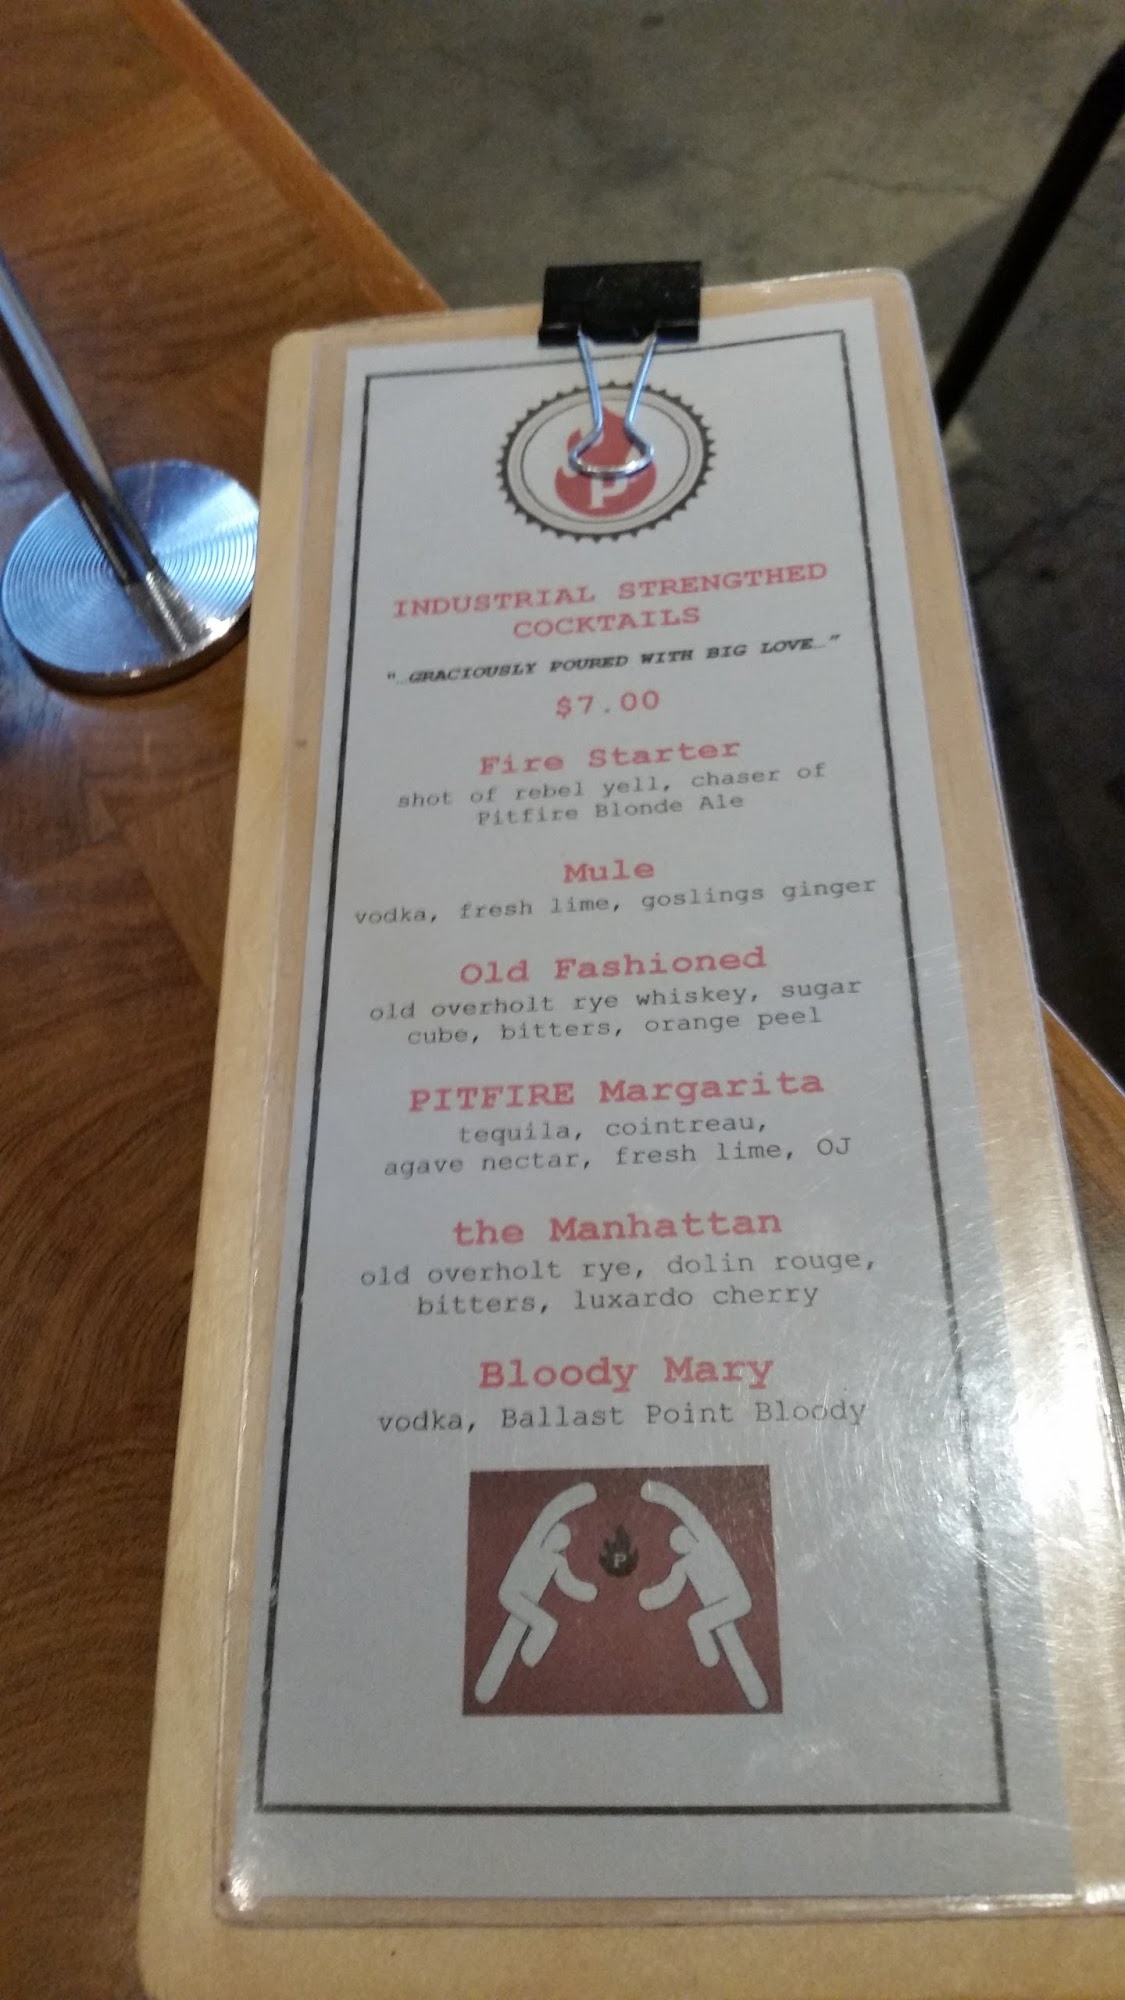 P
INDUSTRIAL STRENGTHED
COCKTAILS
"…GRACIOUSLY POURED WITH BIG LOVE…"
$7.00
Fire Starter
shot of rebel yell, chaser of
Pitfire Blonde Ale
Mule
vodka, fresh lime, goslings ginger
Old Fashioned
old overholt rye whiskey, sugar
cube, bitters, orange peel
PITFIRE Margarita
tequila, cointreau,
agave nectar, fresh lime, OJ
the Manhattan
old overholt rye, dolin rouge,
bitters, luxardo cherry
Bloody Mary
vodka, Ballast Point Bloody
P